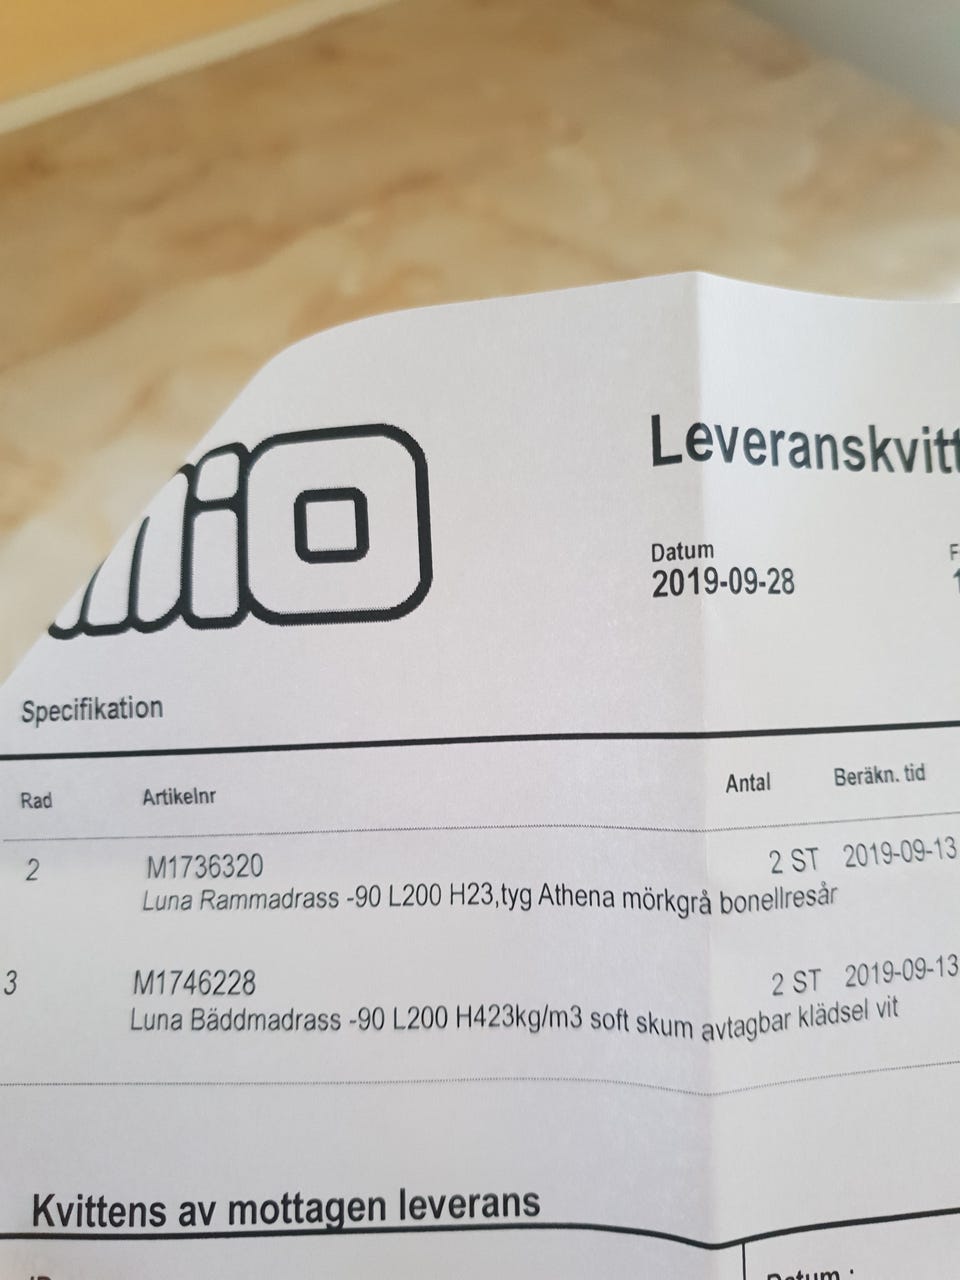 mio
Leveranskvitt
Datum
2019-09-28
Specifikation
Rad Artikelnr Antal Beräkn. tid
2 M1736320 2 ST 2019-09-13
Luna Rammadrass -90 L200 H23,tyg Athena mörkgrå bonellresår
3 M1746228 2 ST 2019-09-13
Luna Bäddmadrass -90 L200 H423kg/m3 soft skum avtagbar klädsel vit
Kvittens av mottagen leverans
Datum :